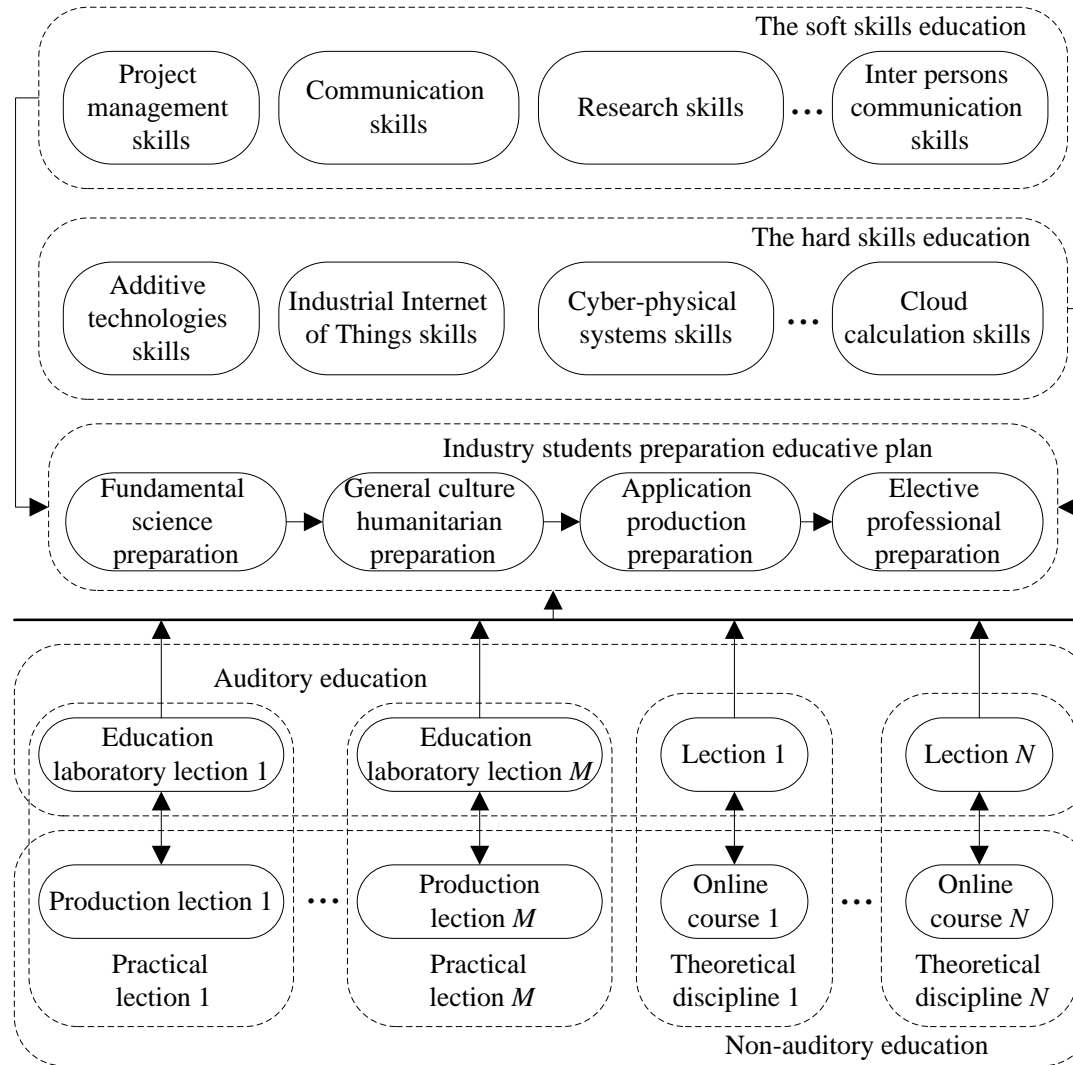 The soft skills education
Project
management
skills
Communication
skills
Research skills
...
Inter persons
communication
skills
The hard skills education
Additive
technologies
skills
Industrial Internet
of Things skills
Cyber-physical
systems skills
...
Cloud
calculation skills
Industry students preparation educative plan
Fundamental
science
preparation
General culture
humanitarian
preparation
Application
production
preparation
Elective
professional
preparation
Auditory education
Education
laboratory lection 1
Education
laboratory lection M
Lection 1
Lection N
Production lection 1
...
Production
lection M
Online
course 1
...
Online
course N
Practical
lection 1
Practical
lection M
Theoretical
discipline 1
Theoretical
discipline N
Non-auditory education